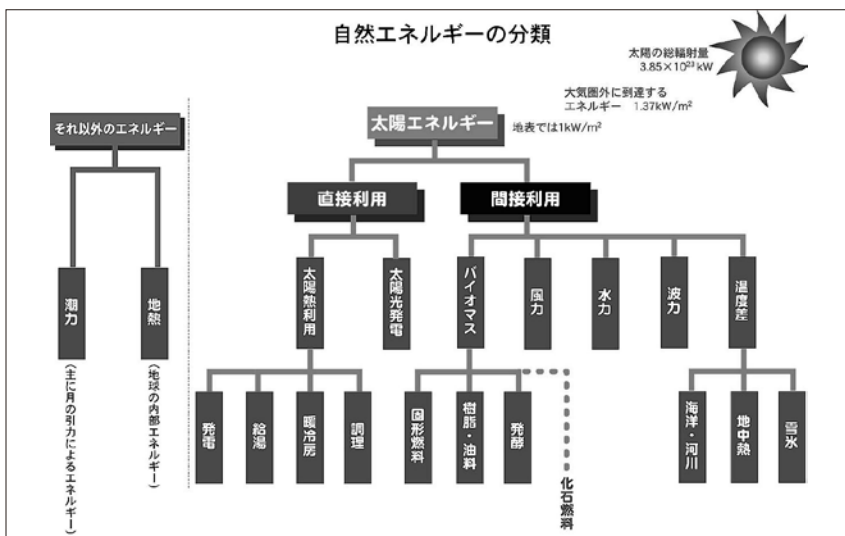 自然エネルギーの分類
太陽の総輻射量
3.85×10²³kW
大気圏外に到達する
エネルギー 1.37kW/m²
太陽エネルギー
地表では1kW/m²
それ以外のエネルギー
直接利用
間接利用
潮力
(主に月の引力によるエネルギー)
地熱
(地球の内部エネルギー)
太陽熱利用
太陽光発電
バイオマス
風力
水力
波力
温度差
発電
給湯
暖冷房
調理
固形燃料
樹脂・油料
発酵
化石燃料
海洋・河川
地中熱
雪氷